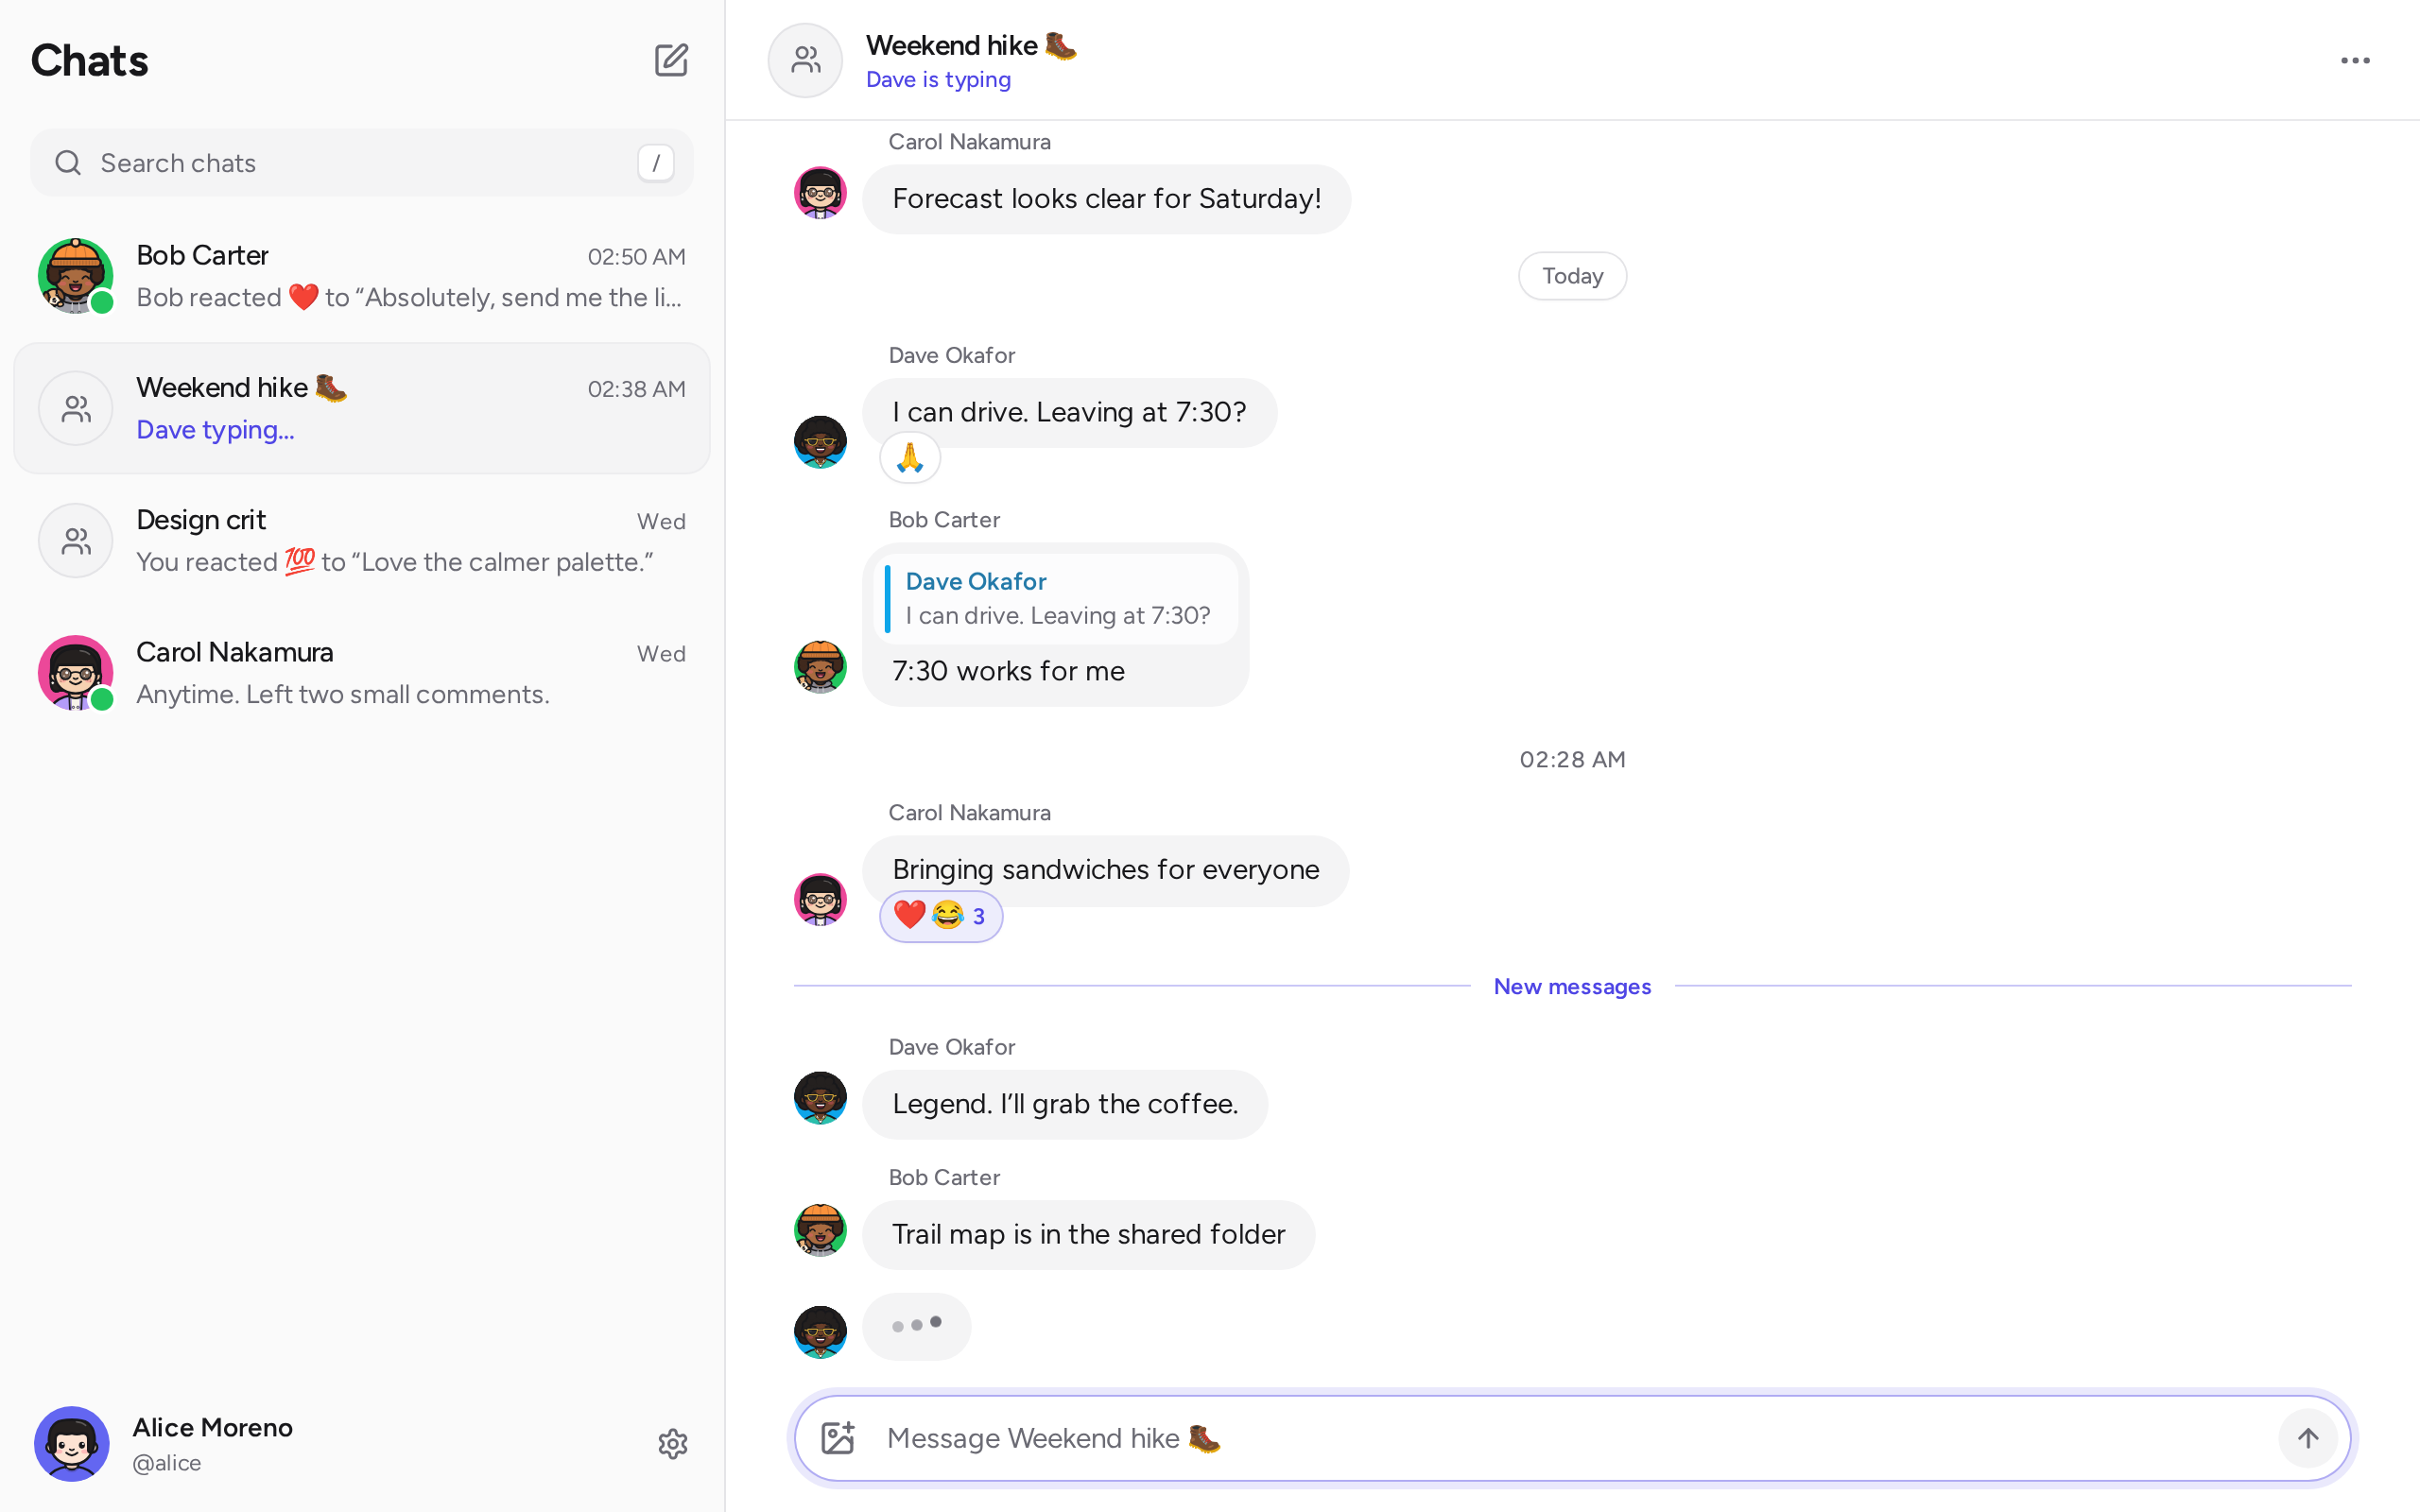 Chats
Search chats
/
Bob Carter
02:50 AM
Bob reacted ❤️ to “Absolutely, send me the li...
Weekend hike 🥾
02:38 AM
Dave typing...
Design crit
Wed
You reacted 💯 to “Love the calmer palette.”
Carol Nakamura
Wed
Anytime. Left two small comments.
Alice Moreno
@alice
Weekend hike 🥾
Dave is typing
Carol Nakamura
Forecast looks clear for Saturday!
Today
Dave Okafor
I can drive. Leaving at 7:30?
🙏
Bob Carter
Dave Okafor
I can drive. Leaving at 7:30?
7:30 works for me
02:28 AM
Carol Nakamura
Bringing sandwiches for everyone
❤️😂 3
New messages
Dave Okafor
Legend. I’ll grab the coffee.
Bob Carter
Trail map is in the shared folder
Message Weekend hike 🥾